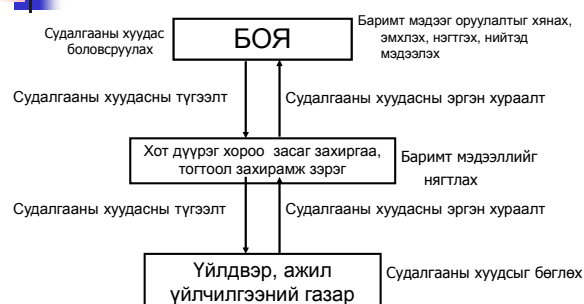 Судалгааны хуудас
боловсруулах
БОЯ
Баримт мэдээг оруулалтыг хянах,
эмхлэх, нэгтгэх, нийтэд
мэдээлэх
Судалгааны хуудасны түгээлт
Судалгааны хуудасны эргэн хураалт
Хот дүүрэг хороо засаг захиргаа,
тогтоол захирамж зэрэг
Баримт мэдээллийг
нягтлах
Судалгааны хуудасны түгээлт
Судалгааны хуудасны эргэн хураалт
Үйлдвэр, ажил
үйлчилгээний газар
Судалгааны хуудсыг бөглөх